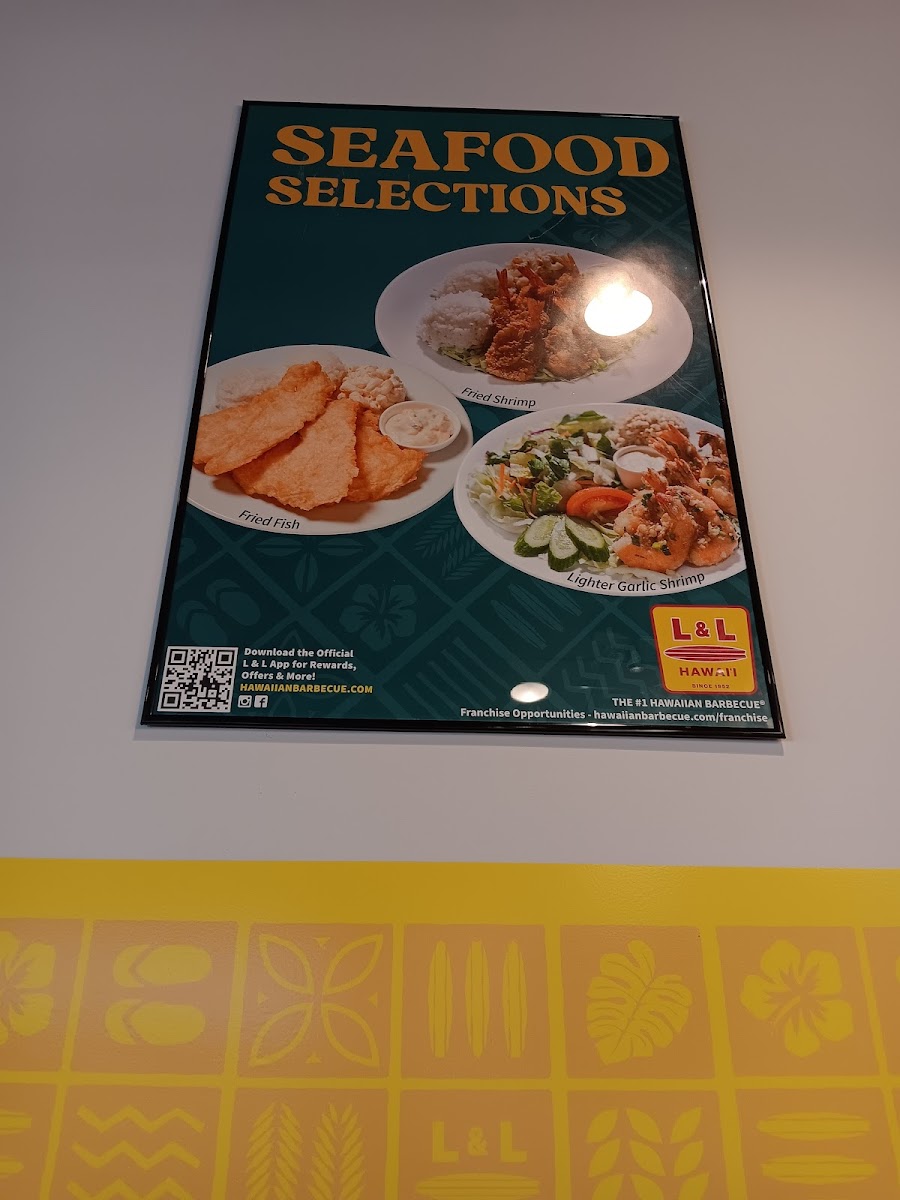 SEAFOOD
SELECTIONS
Fried Shrimp
Fried Fish
Lighter Garlic Shrimp
L & L
HAWAI'I
SINCE 1952
Download the Official
L & L App for Rewards,
Offers & More!
HAWAIIANBARBECUE.COM
THE #1 HAWAIIAN BARBECUE®
Franchise Opportunities - hawaiianbarbecue.com/franchise
L & L